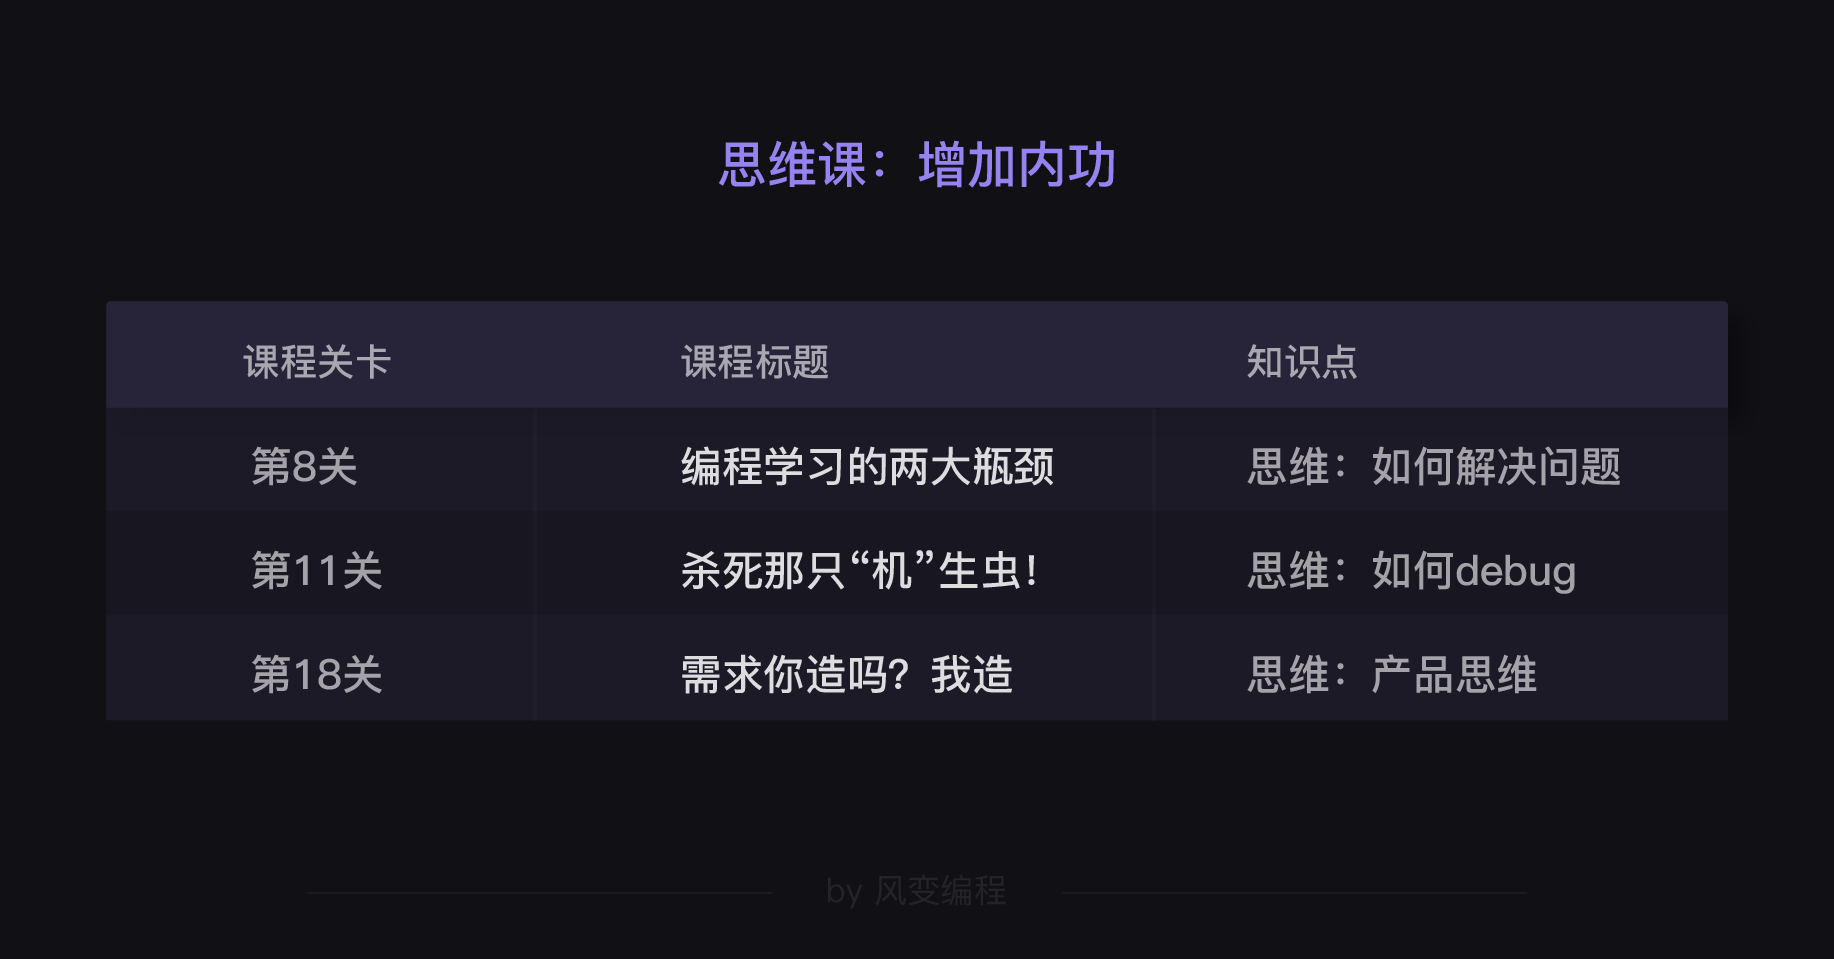 思维课：增加内功
课程关卡 课程标题 知识点
第8关 编程学习的两大瓶颈 思维：如何解决问题
第11关 杀死那只“机”生虫！ 思维：如何debug
第18关 需求你造吗？我造 思维：产品思维
by 风变编程